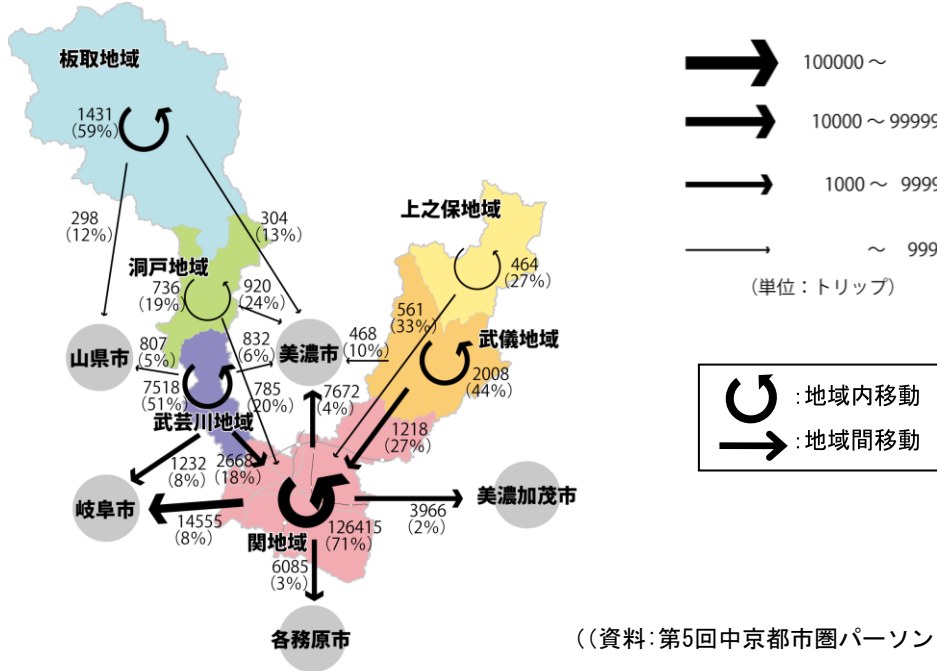 板取地域
1431
(59%)
298
(12%)
304
(13%)
洞戸地域
736
(19%)
920
(24%)
山県市
807
(5%)
832
(6%)
美濃市
7518
(51%)
785
(20%)
武芸川地域
上之保地域
464
(27%)
561
(33%)
468
(10%)
武儀地域
2008
(44%)
7672
(4%)
1218
(27%)
1232
(8%)
2668
(18%)
岐阜市
14555
(8%)
関地域
126415
(71%)
3966
(2%)
美濃加茂市
6085
(3%)
各務原市
100000 ～
10000 ～ 99999
1000 ～ 9999
～ 999
(単位：トリップ)
:地域内移動
:地域間移動
((資料:第5回中京都市圏パーソン